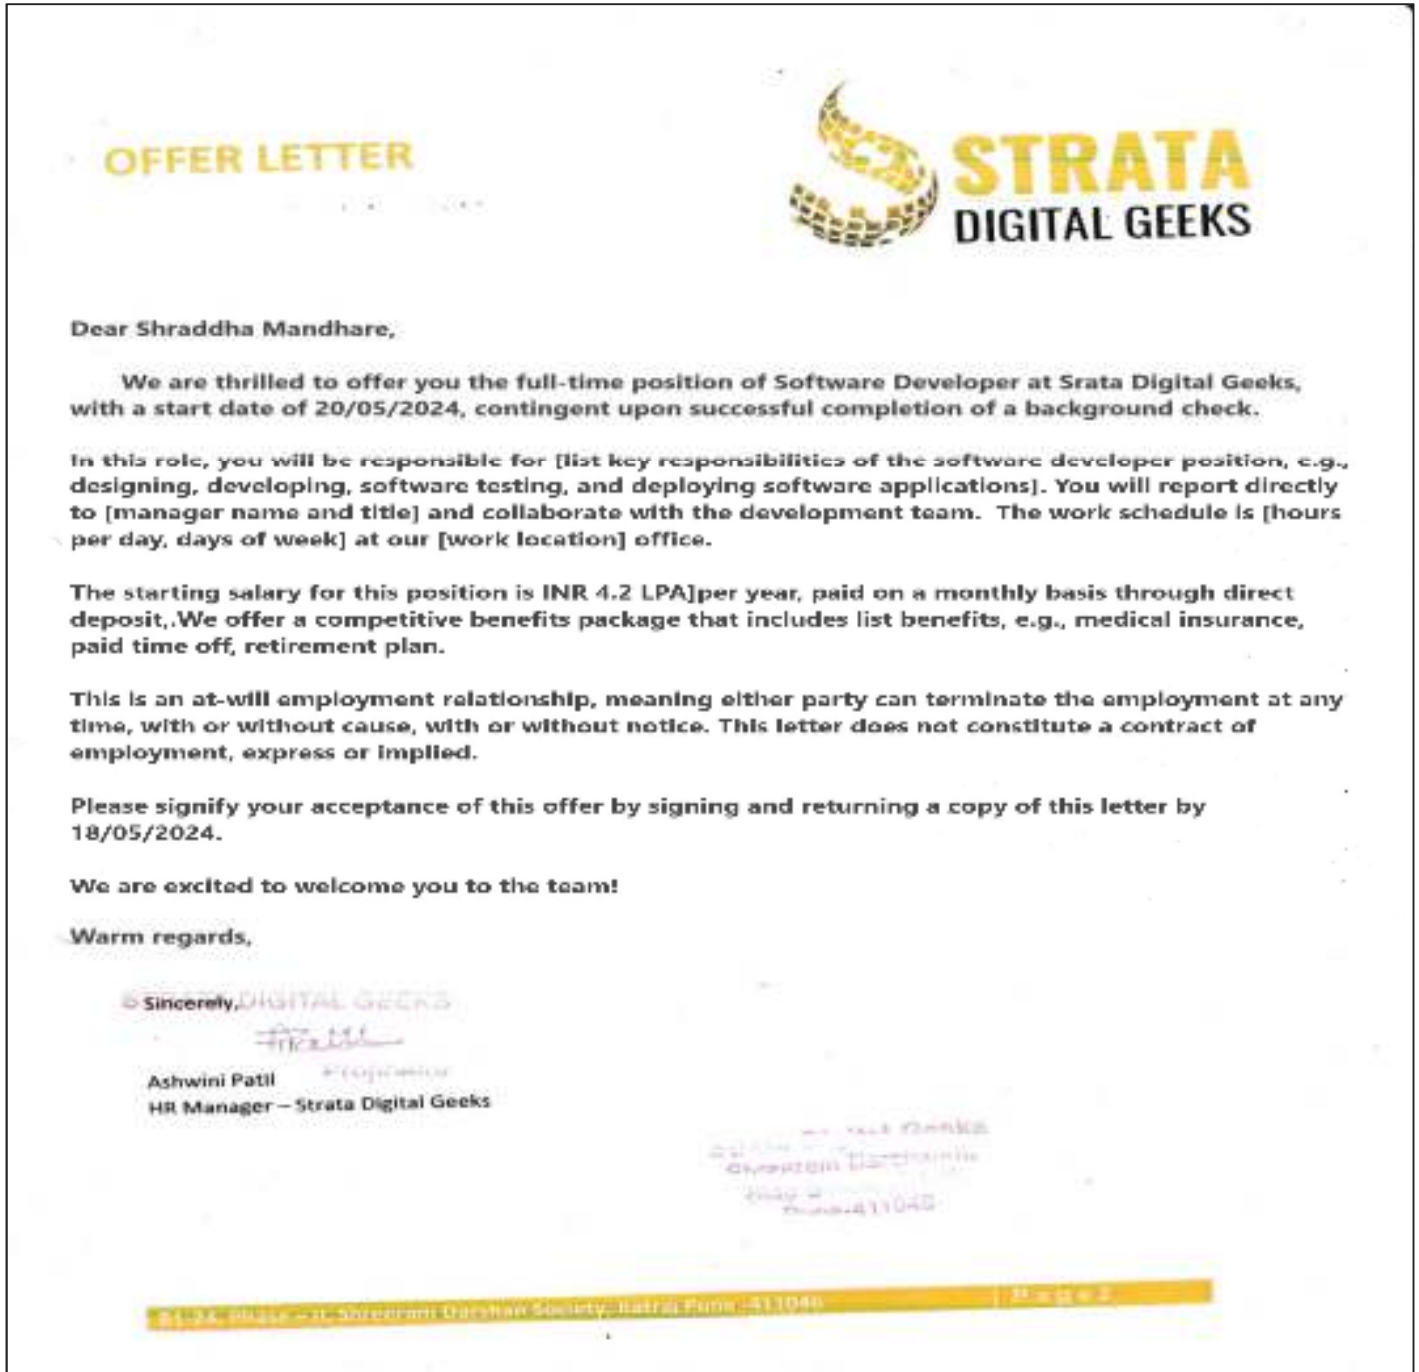 OFFER LETTER
STRATA
DIGITAL GEEKS
Dear Shraddha Mandhare,
We are thrilled to offer you the full-time position of Software Developer at Srata Digital Geeks,
with a start date of 20/05/2024, contingent upon successful completion of a background check.
In this role, you will be responsible for [list key responsibilities of the software developer position, e.g.,
designing, developing, software testing, and deploying software applications]. You will report directly
to [manager name and title] and collaborate with the development team. The work schedule is [hours
per day, days of week] at our [work location] office.
The starting salary for this position is INR 4.2 LPA]per year, paid on a monthly basis through direct
deposit,.We offer a competitive benefits package that includes list benefits, e.g., medical insurance,
paid time off, retirement plan.
This is an at-will employment relationship, meaning either party can terminate the employment at any
time, with or without cause, with or without notice. This letter does not constitute a contract of
employment, express or implied.
Please signify your acceptance of this offer by signing and returning a copy of this letter by
18/05/2024.
We are excited to welcome you to the team!
Warm regards,
DIGITAL GEEKS
Sincerely,
Ashwini Patil
HR Manager – Strata Digital Geeks
Geeks
411046
Phase – II, Shreeram Darshan Society, Katraj Pune -411046